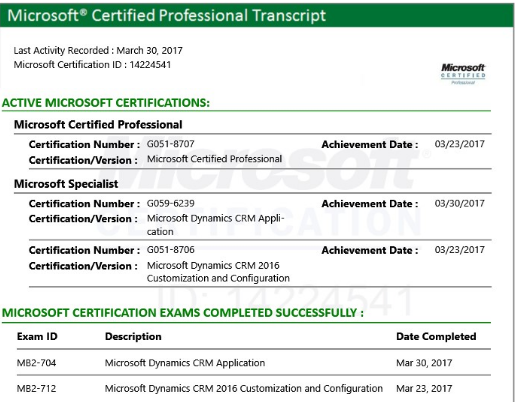 Microsoft® Certified Professional Transcript
Last Activity Recorded : March 30, 2017
Microsoft Certification ID : 14224541
Microsoft
CERTIFIED
Professional
ACTIVE MICROSOFT CERTIFICATIONS:
Microsoft Certified Professional
Certification Number : G051-8707 Achievement Date : 03/23/2017
Certification/Version : Microsoft Certified Professional
Microsoft Specialist
Certification Number : G059-6239 Achievement Date : 03/30/2017
Certification/Version : Microsoft Dynamics CRM Appli-
cation
Certification Number : G051-8706 Achievement Date : 03/23/2017
Certification/Version : Microsoft Dynamics CRM 2016
Customization and Configuration
Microsoft
CERTIFICATION
ID: 14224541
MICROSOFT CERTIFICATION EXAMS COMPLETED SUCCESSFULLY :
Exam ID Description Date Completed
MB2-704 Microsoft Dynamics CRM Application Mar 30, 2017
MB2-712 Microsoft Dynamics CRM 2016 Customization and Configuration Mar 23, 2017